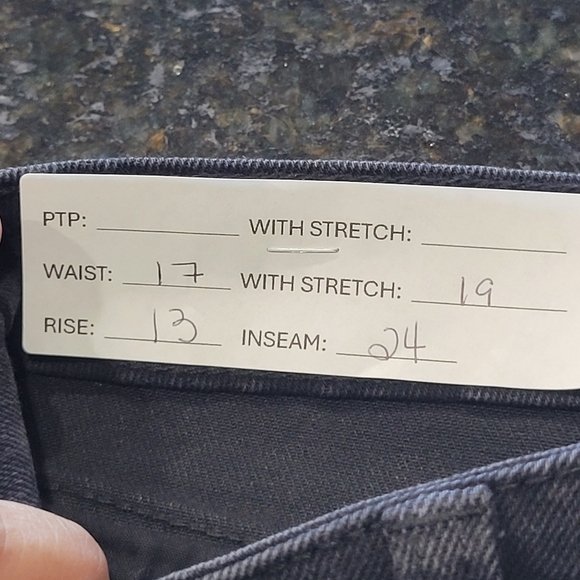 PTP: WITH STRETCH:
WAIST: 17 WITH STRETCH: 19
RISE: 13 INSEAM: 24